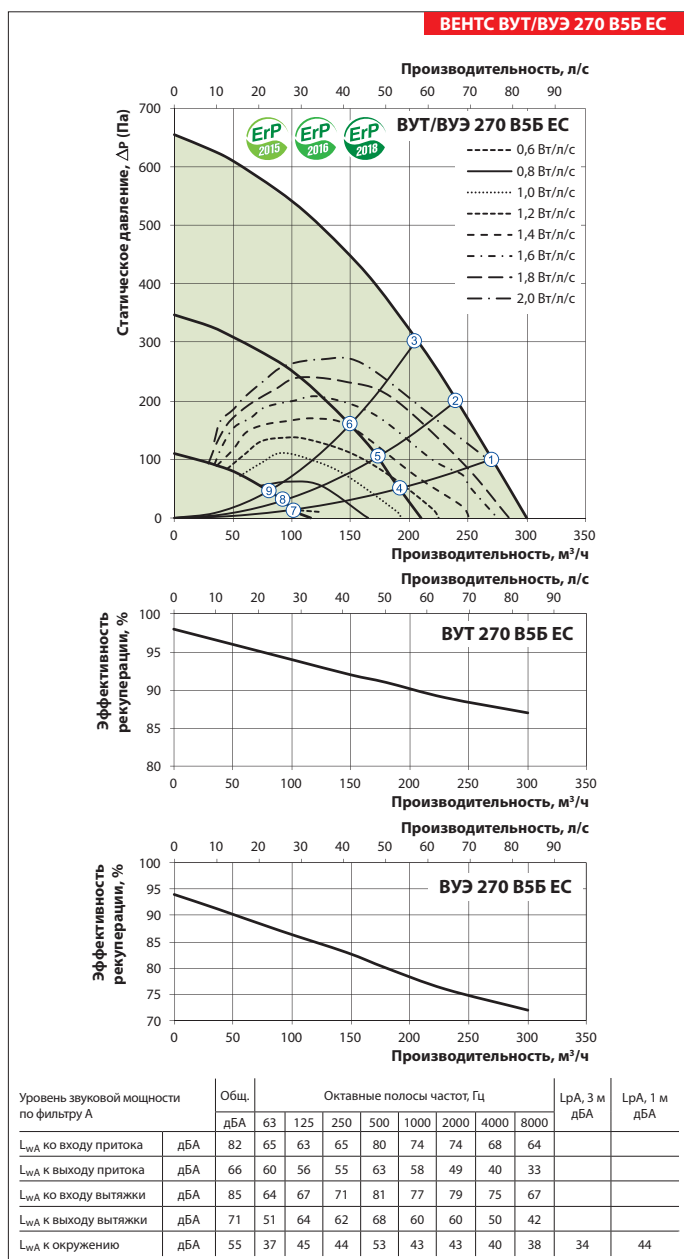 ВЕНТС ВУТ/ВУЭ 270 В5Б ЕС
Производительность, л/с
0 10 20 30 40 50 60 70 80 90
700
600
500
400
300
200
100
0
Статическое давление, △P (Па)
ErP 2015
ErP 2016
ErP 2018
ВУТ/ВУЭ 270 В5Б ЕС
0,6 Вт/л/с
0,8 Вт/л/с
1,0 Вт/л/с
1,2 Вт/л/с
1,4 Вт/л/с
1,6 Вт/л/с
1,8 Вт/л/с
2,0 Вт/л/с
3
2
6
5
1
9
8
4
7
0 50 100 150 200 250 300 350
Производительность, м³/ч
Производительность, л/с
0 10 20 30 40 50 60 70 80 90
100
95
90
85
80
Эффективность
рекуперации, %
ВУТ 270 В5Б ЕС
0 50 100 150 200 250 300 350
Производительность, м³/ч
Производительность, л/с
0 10 20 30 40 50 60 70 80 90
100
95
90
85
80
75
70
Эффективность
рекуперации, %
ВУЭ 270 В5Б ЕС
0 50 100 150 200 250 300 350
Производительность, м³/ч
Уровень звуковой мощности по фильтру А Общ. Октавные полосы частот, Гц LpA, 3 м дБА LpA, 1 м дБА
дБА 63 125 250 500 1000 2000 4000 8000
LwA ко входу притока дБА 82 65 63 65 80 74 74 68 64
LwA к выходу притока дБА 66 60 56 55 63 58 49 40 33
LwA ко входу вытяжки дБА 85 64 67 71 81 77 79 75 67
LwA к выходу вытяжки дБА 71 51 64 62 68 60 60 50 42
LwA к окружению дБА 55 37 45 44 53 43 43 40 38 34 44